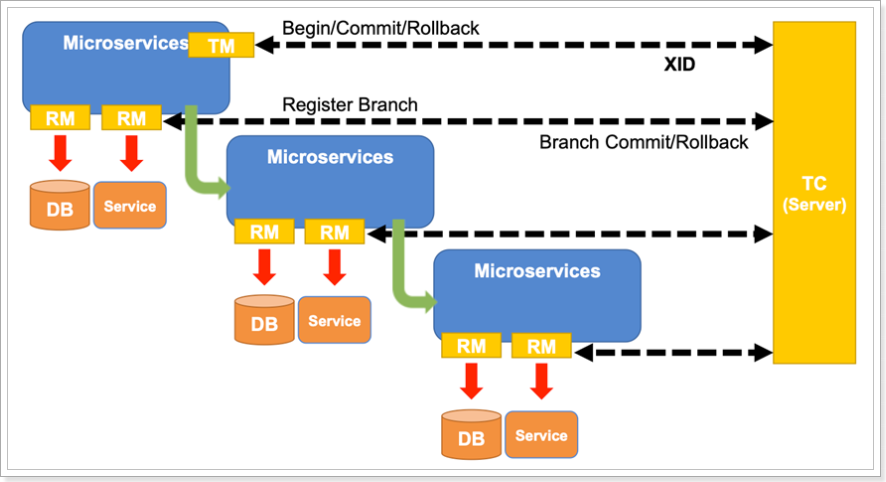 Begin/Commit/Rollback
Microservices
TM
XID
RM
RM
Register Branch
Branch Commit/Rollback
Microservices
DB
Service
TC
(Server)
RM
RM
Microservices
DB
Service
RM
RM
DB
Service